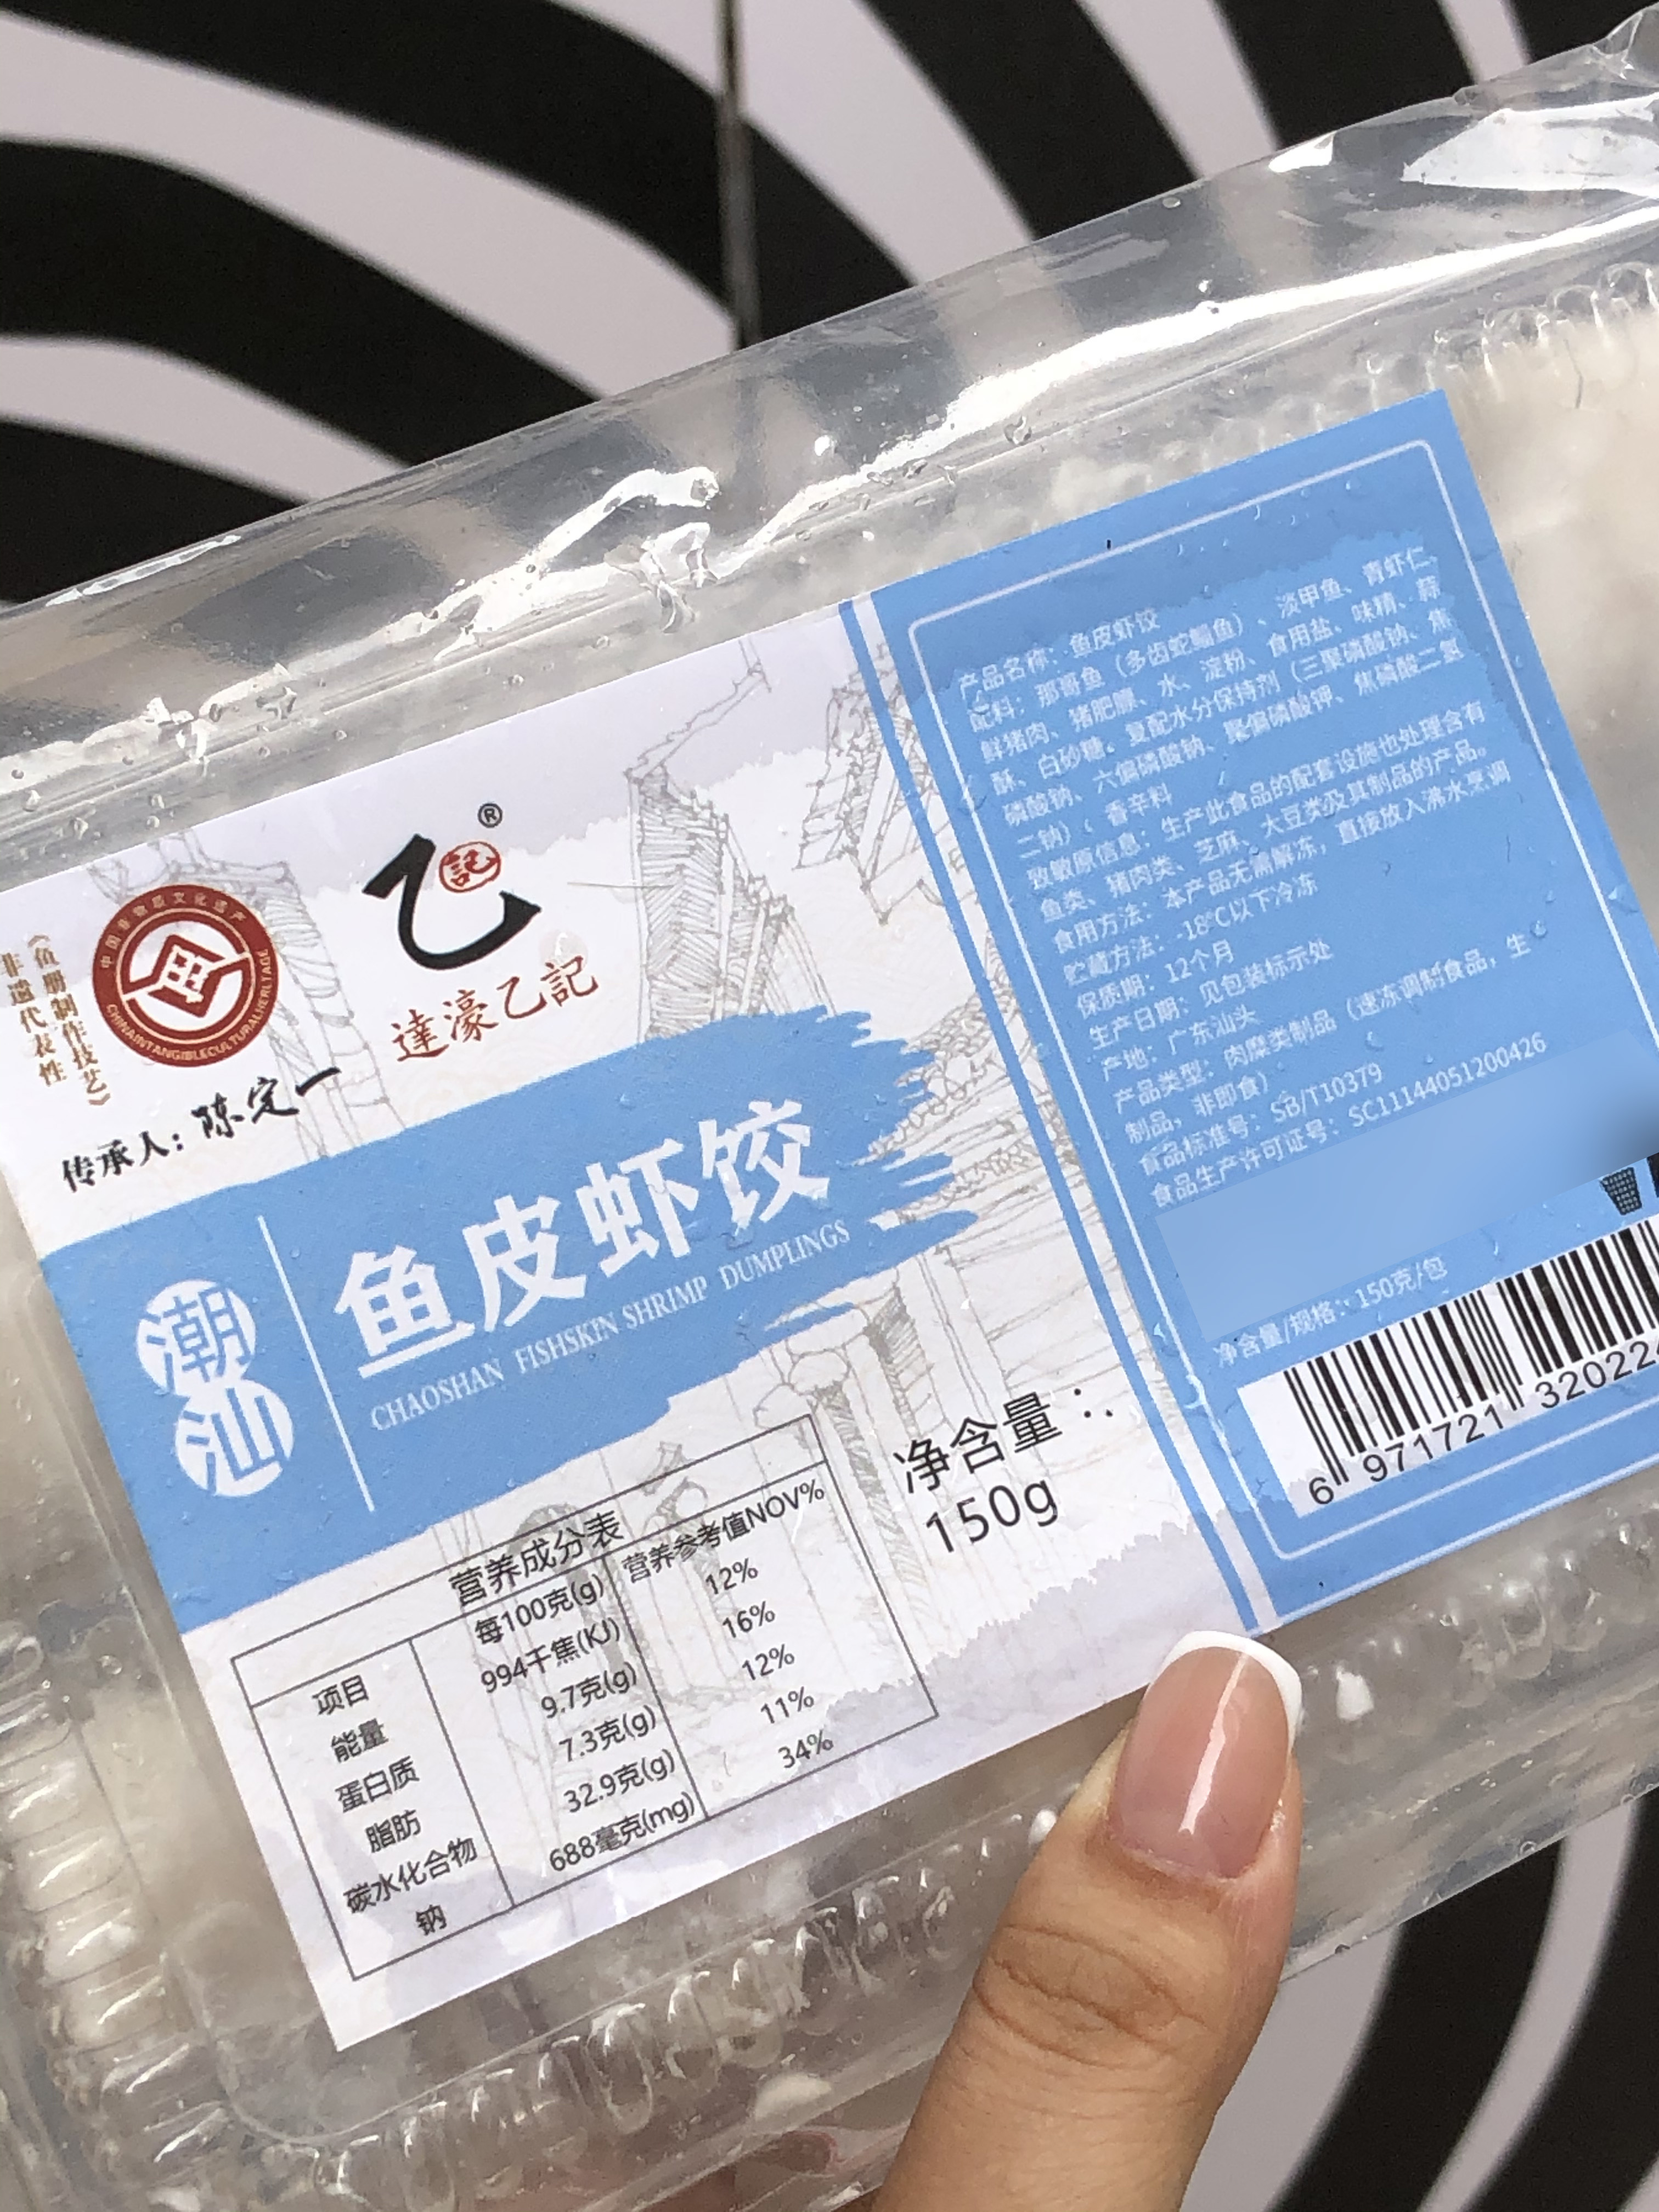 《鱼册制作技艺》
非遗代表性
中国非物质文化遗产
CHINAINTANGIBLECULTURALHERLTAGE
传承人：陈定一
乙記®
達濠乙記
潮汕
鱼皮虾饺
CHAOSHAN FISHSKIN SHRIMP DUMPLINGS
净含量：
150g
营养成分表
项目 每100克(g) 营养参考值NOV%
能量 994千焦(KJ) 12%
蛋白质 9.7克(g) 16%
脂肪 7.3克(g) 12%
碳水化合物 32.9克(g) 11%
钠 688毫克(mg) 34%
产品名称：鱼皮虾饺
配料：那哥鱼（多齿蛇鲻鱼）、淡甲鱼、青虾仁、
鲜猪肉、猪肥膘、水、淀粉、食用盐、味精、蒜
酥、白砂糖、复配水分保持剂（三聚磷酸钠、焦
磷酸钠、六偏磷酸钠、聚偏磷酸钾、焦磷酸二氢
二钠）、香辛料
致敏原信息：生产此食品的配套设施也处理含有
鱼类、猪肉类、芝麻、大豆类及其制品的产品。
食用方法：本产品无需解冻，直接放入沸水烹调
贮藏方法：-18℃以下冷冻
保质期：12个月
生产日期：见包装标示处
产地：广东汕头
产品类型：肉糜类制品（速冻调制食品，生
制品，非即食）
食品标准号：SB/T10379
食品生产许可证号：SC11144051200426
净含量/规格：150克/包
6 971721 32022